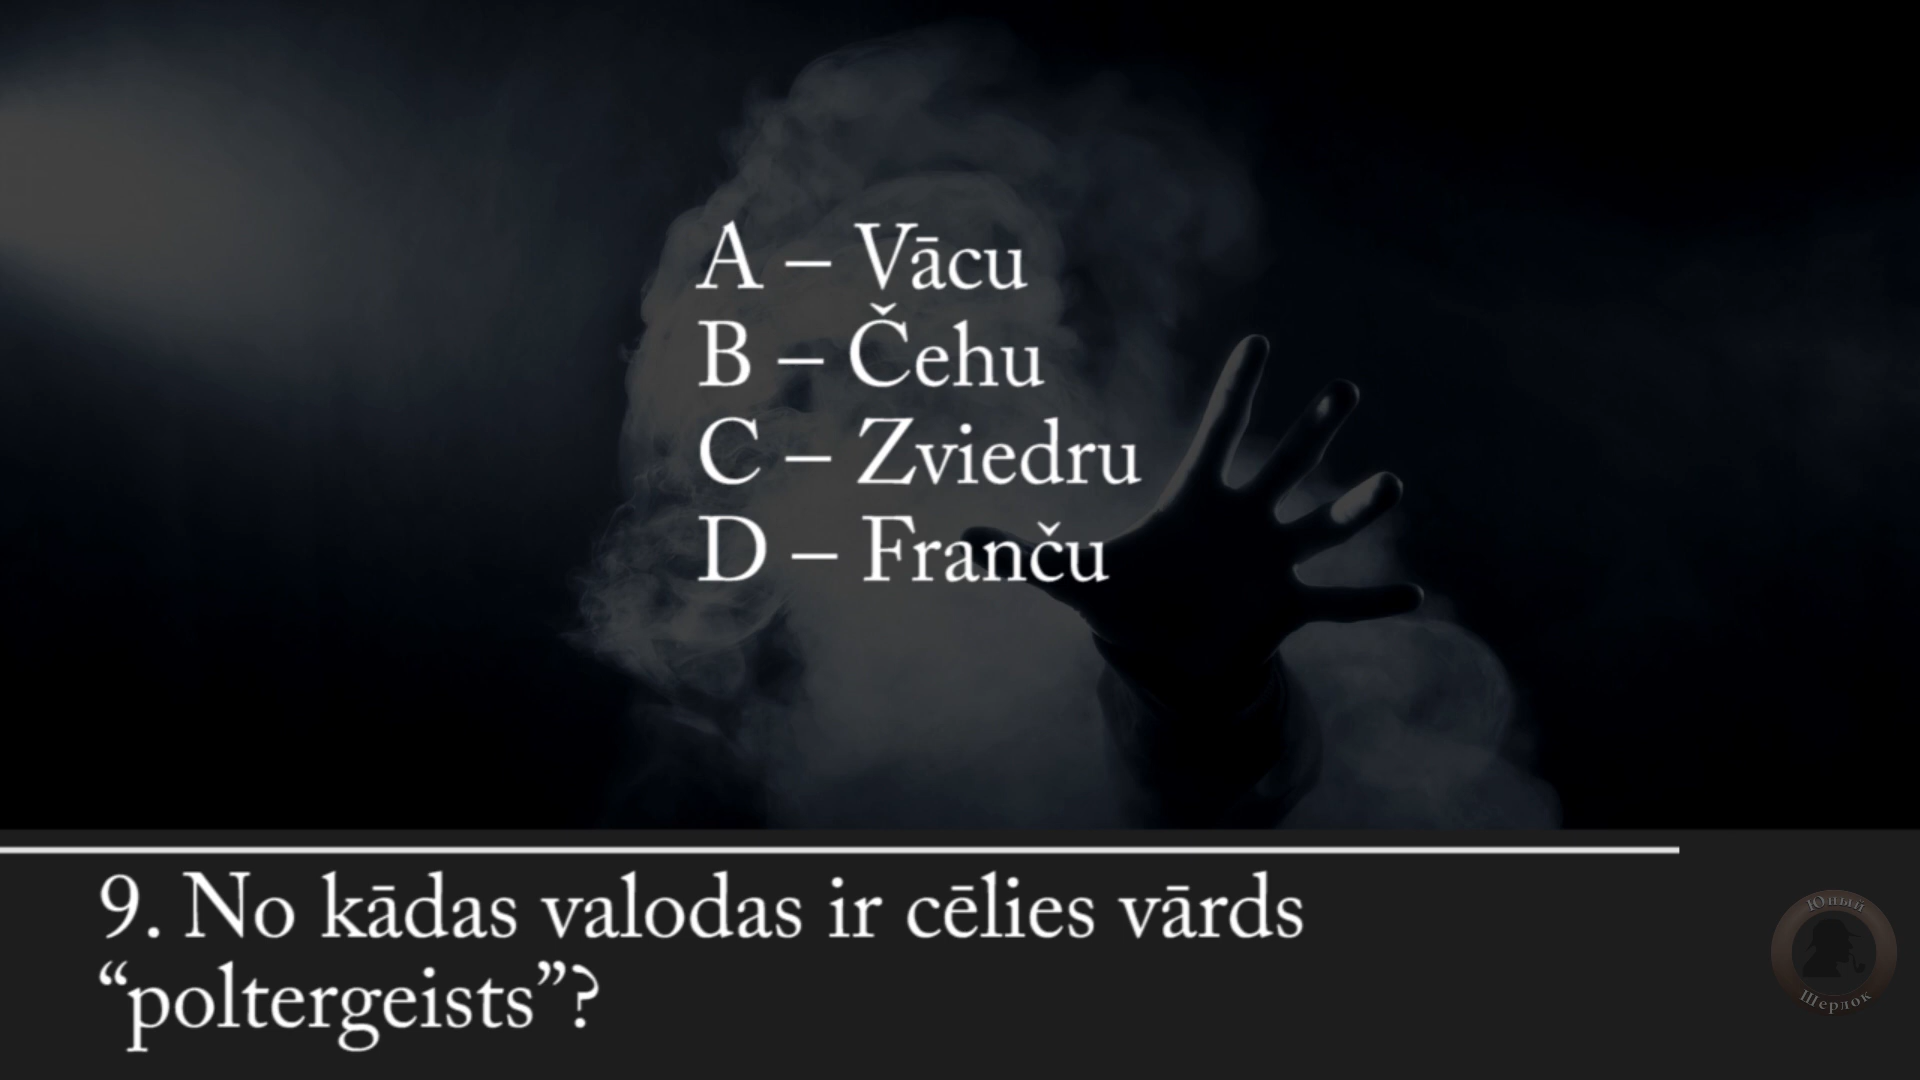 A – Vācu
B – Čehu
C – Zviedru
D – Franču
9. No kādas valodas ir cēlies vārds
“poltergeists”?
Юный
Шерлок